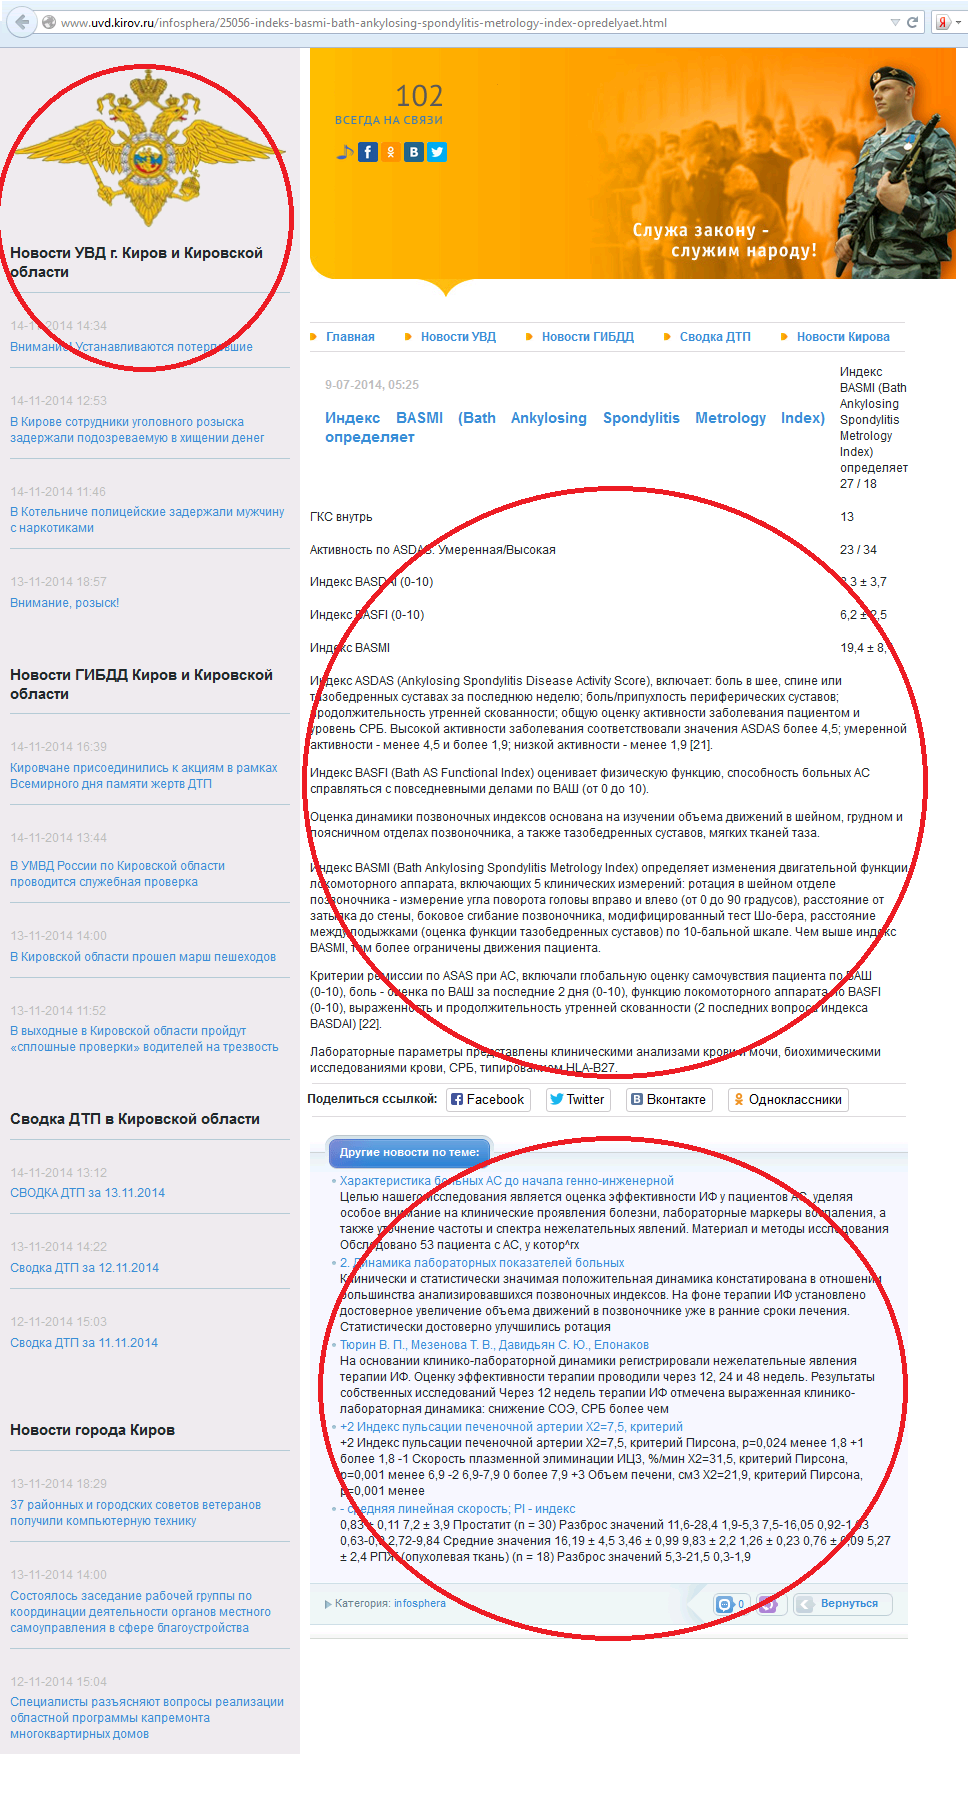 www.uvd.kirov.ru/infosphera/25056-indeks-basmi-bath-ankylosing-spondylitis-metrology-index-opredelyaet.html
Новости УВД г. Киров и Кировской
области
14-11-2014 14:34
Внимание! Устанавливаются потерпевшие
14-11-2014 12:53
В Кирове сотрудники уголовного розыска
задержали подозреваемую в хищении денег
14-11-2014 11:46
В Котельниче полицейские задержали мужчину
с наркотиками
13-11-2014 18:57
Внимание, розыск!
Новости ГИБДД Киров и Кировской
области
14-11-2014 16:39
Кировчане присоединились к акциям в рамках
Всемирного дня памяти жертв ДТП
14-11-2014 13:44
В УМВД России по Кировской области
проводится служебная проверка
13-11-2014 14:00
В Кировской области прошел марш пешеходов
13-11-2014 11:52
В выходные в Кировской области пройдут
«сплошные проверки» водителей на трезвость
Сводка ДТП в Кировской области
14-11-2014 13:12
СВОДКА ДТП за 13.11.2014
13-11-2014 14:22
Сводка ДТП за 12.11.2014
12-11-2014 15:03
Сводка ДТП за 11.11.2014
Новости города Киров
13-11-2014 18:29
37 районных и городских советов ветеранов
получили компьютерную технику
13-11-2014 14:00
Состоялось заседание рабочей группы по
координации деятельности органов местного
самоуправления в сфере благоустройства
12-11-2014 15:04
Специалисты разъясняют вопросы реализации
областной программы капремонта
многоквартирных домов
102
ВСЕГДА НА СВЯЗИ
Служа закону -
служим народу!
Главная Новости УВД Новости ГИБДД Сводка ДТП Новости Кирова
9-07-2014, 05:25
Индекс BASMI (Bath Ankylosing Spondylitis Metrology Index)
определяет
Индекс
BASMI (Bath
Ankylosing
Spondylitis
Metrology
Index)
определяет
27 / 18
ГКС внутрь 13
Активность по ASDAS: Умеренная/Высокая 23 / 34
Индекс BASDAI (0-10) 3,3 ± 3,7
Индекс BASFI (0-10) 6,2 ± 2,5
Индекс BASMI 19,4 ± 8,
Индекс ASDAS (Ankylosing Spondylitis Disease Activity Score), включает: боль в шее, спине или
тазобедренных суставах за последнюю неделю; боль/припухлость периферических суставов;
продолжительность утренней скованности; общую оценку активности заболевания пациентом и
уровень СРБ. Высокой активности заболевания соответствовали значения ASDAS более 4,5; умеренной
активности - менее 4,5 и более 1,9; низкой активности - менее 1,9 [21].
Индекс BASFI (Bath AS Functional Index) оценивает физическую функцию, способность больных АС
справляться с повседневными делами по ВАШ (от 0 до 10).
Оценка динамики позвоночных индексов основана на изучении объема движений в шейном, грудном и
поясничном отделах позвоночника, а также тазобедренных суставов, мягких тканей таза.
Индекс BASMI (Bath Ankylosing Spondylitis Metrology Index) определяет изменения двигательной функции
локомоторного аппарата, включающих 5 клинических измерений: ротация в шейном отделе
позвоночника - измерение угла поворота головы вправо и влево (от 0 до 90 градусов), расстояние от
затылка до стены, боковое сгибание позвоночника, модифицированный тест Шо-бера, расстояние
между лодыжками (оценка функции тазобедренных суставов) по 10-бальной шкале. Чем выше индекс
BASMI, тем более ограничены движения пациента.
Критерии ремиссии по ASAS при АС, включали глобальную оценку самочувствия пациента по ВАШ
(0-10), боль - оценка по ВАШ за последние 2 дня (0-10), функцию локомоторного аппарата по BASFI
(0-10), выраженность и продолжительность утренней скованности (2 последних вопроса индекса
BASDAI) [22].
Лабораторные параметры представлены клиническими анализами крови и мочи, биохимическими
исследованиями крови, СРБ, типированием HLA-B27.
Поделиться ссылкой: Facebook Twitter Вконтакте Одноклассники
Другие новости по теме:
Характеристика больных АС до начала генно-инженерной
Целью нашего исследования является оценка эффективности ИФ у пациентов АС, уделяя
особое внимание на клинические проявления болезни, лабораторные маркеры воспаления, а
также уточнение частоты и спектра нежелательных явлений. Материал и методы исследования
Обследовано 53 пациента с АС, у котор^гх
2. Динамика лабораторных показателей больных
Клинически и статистически значимая положительная динамика констатирована в отношении
большинства анализировавшихся позвоночных индексов. На фоне терапии ИФ установлено
достоверное увеличение объема движений в позвоночнике уже в ранние сроки лечения.
Статистически достоверно улучшились ротация
Тюрин В. П., Мезенова Т. В., Давидьян С. Ю., Елонаков
На основании клинико-лабораторной динамики регистрировали нежелательные явления
терапии ИФ. Оценку эффективности терапии проводили через 12, 24 и 48 недель. Результаты
собственных исследований Через 12 недель терапии ИФ отмечена выраженная клинико-
лабораторная динамика: снижение СОЭ, СРБ более чем
+2 Индекс пульсации печеночной артерии X2=7,5, критерий
+2 Индекс пульсации печеночной артерии X2=7,5, критерий Пирсона, p=0,024 менее 1,8 +1
более 1,8 -1 Скорость плазменной элиминации ИЦЗ, %/мин X2=31,5, критерий Пирсона,
p=0,001 менее 6,9 -2 6,9-7,9 0 более 7,9 +3 Объем печени, см3 X2=21,9, критерий Пирсона,
p=0,001 менее
- средняя линейная скорость; PI - индекс
0,83 ± 0,11 7,2 ± 3,9 Простатит (n = 30) Разброс значений 11,6-28,4 1,9-5,3 7,5-16,05 0,92-1,63
0,63-0,9 2,72-9,84 Средние значения 16,19 ± 4,5 3,46 ± 0,99 9,83 ± 2,2 1,26 ± 0,23 0,76 ± 0,09 5,27
± 2,4 РПЖ (опухолевая ткань) (n = 18) Разброс значений 5,3-21,5 0,3-1,9
Категория: infosphera 0 Вернуться